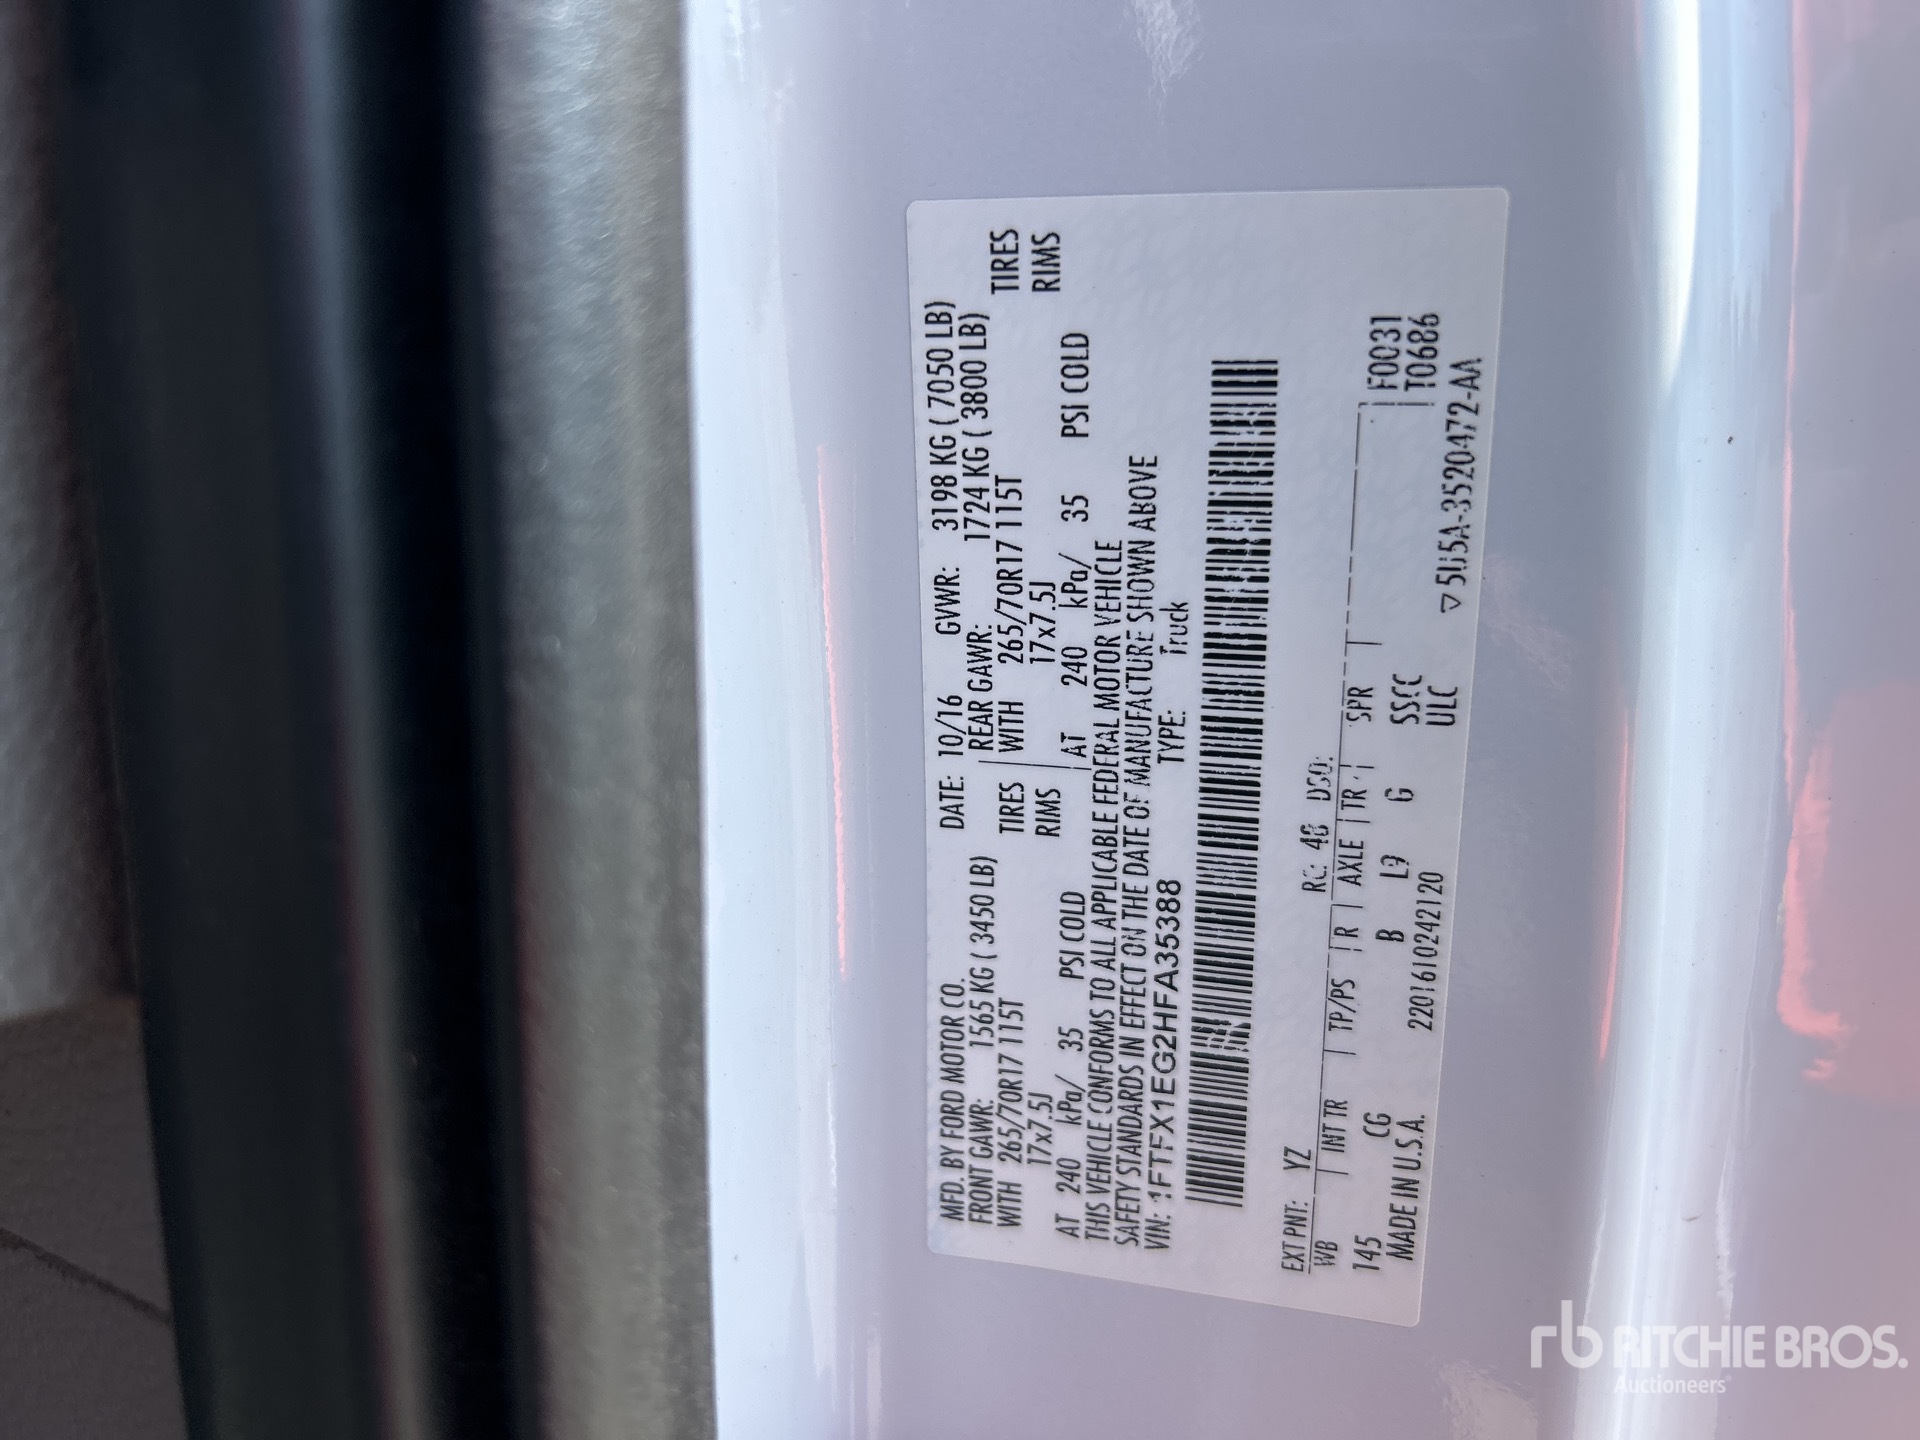 MFD. BY FORD MOTOR CO. DATE: 10/16 GVWR: 3198 KG ( 7050 LB)
FRONT GAWR: 1565 KG ( 3450 LB) REAR GAWR: 1724 KG ( 3800 LB)
WITH 265/70R17 115T TIRES WITH 265/70R17 115T TIRES
17x7.5J RIMS 17x7.5J RIMS
AT 240 kPa/ 35 PSI COLD AT 240 kPa/ 35 PSI COLD
THIS VEHICLE CONFORMS TO ALL APPLICABLE FEDERAL MOTOR VEHICLE
SAFETY STANDARDS IN EFFECT ON THE DATE OF MANUFACTURE SHOWN ABOVE
VIN: 1FTFX1EG2HFA35388 TYPE: Truck
EXT PNT: YZ RC: 48 DSO:
WB INT TR TP/PS R AXLE TR SPR F0031
145 CG B L9 G SSCC T0686
MADE IN U.S.A. 2201610242120 ULC
▽5U5A-3520472-AA
rb RITCHIE BROS.
Auctioneers